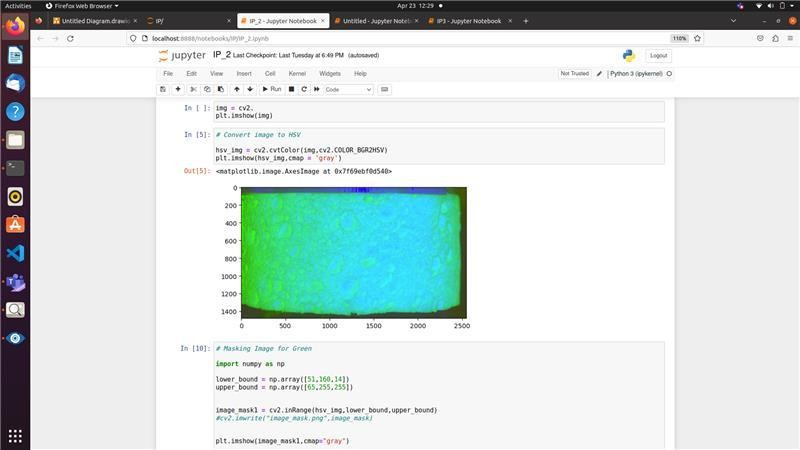 Activities
Firefox Web Browser
Apr 23 12:29
Untitled Diagram.drawio
IP/
IP_2 - Jupyter Notebook
Untitled - Jupyter Notebook
IP3 - Jupyter Notebook
localhost:8888/notebooks/IP/IP_2.ipynb
110%
jupyter IP_2 Last Checkpoint: Last Tuesday at 6:49 PM (autosaved)
Logout
File Edit View Insert Cell Kernel Widgets Help
Not Trusted
Python 3 (ipykernel)
Run
Code
In [ ]: img = cv2.
plt.imshow(img)
In [5]: # Convert image to HSV
hsv_img = cv2.cvtColor(img,cv2.COLOR_BGR2HSV)
plt.imshow(hsv_img,cmap = 'gray')
Out[5]: <matplotlib.image.AxesImage at 0x7f69ebf0d540>
0
200
400
600
800
1000
1200
1400
0 500 1000 1500 2000 2500
In [10]: # Masking Image for Green
import numpy as np
lower_bound = np.array([51,160,14])
upper_bound = np.array([65,255,255])
image_mask1 = cv2.inRange(hsv_img,lower_bound,upper_bound)
#cv2.imwrite("image_mask.png",image_mask)
plt.imshow(image_mask1,cmap="gray")